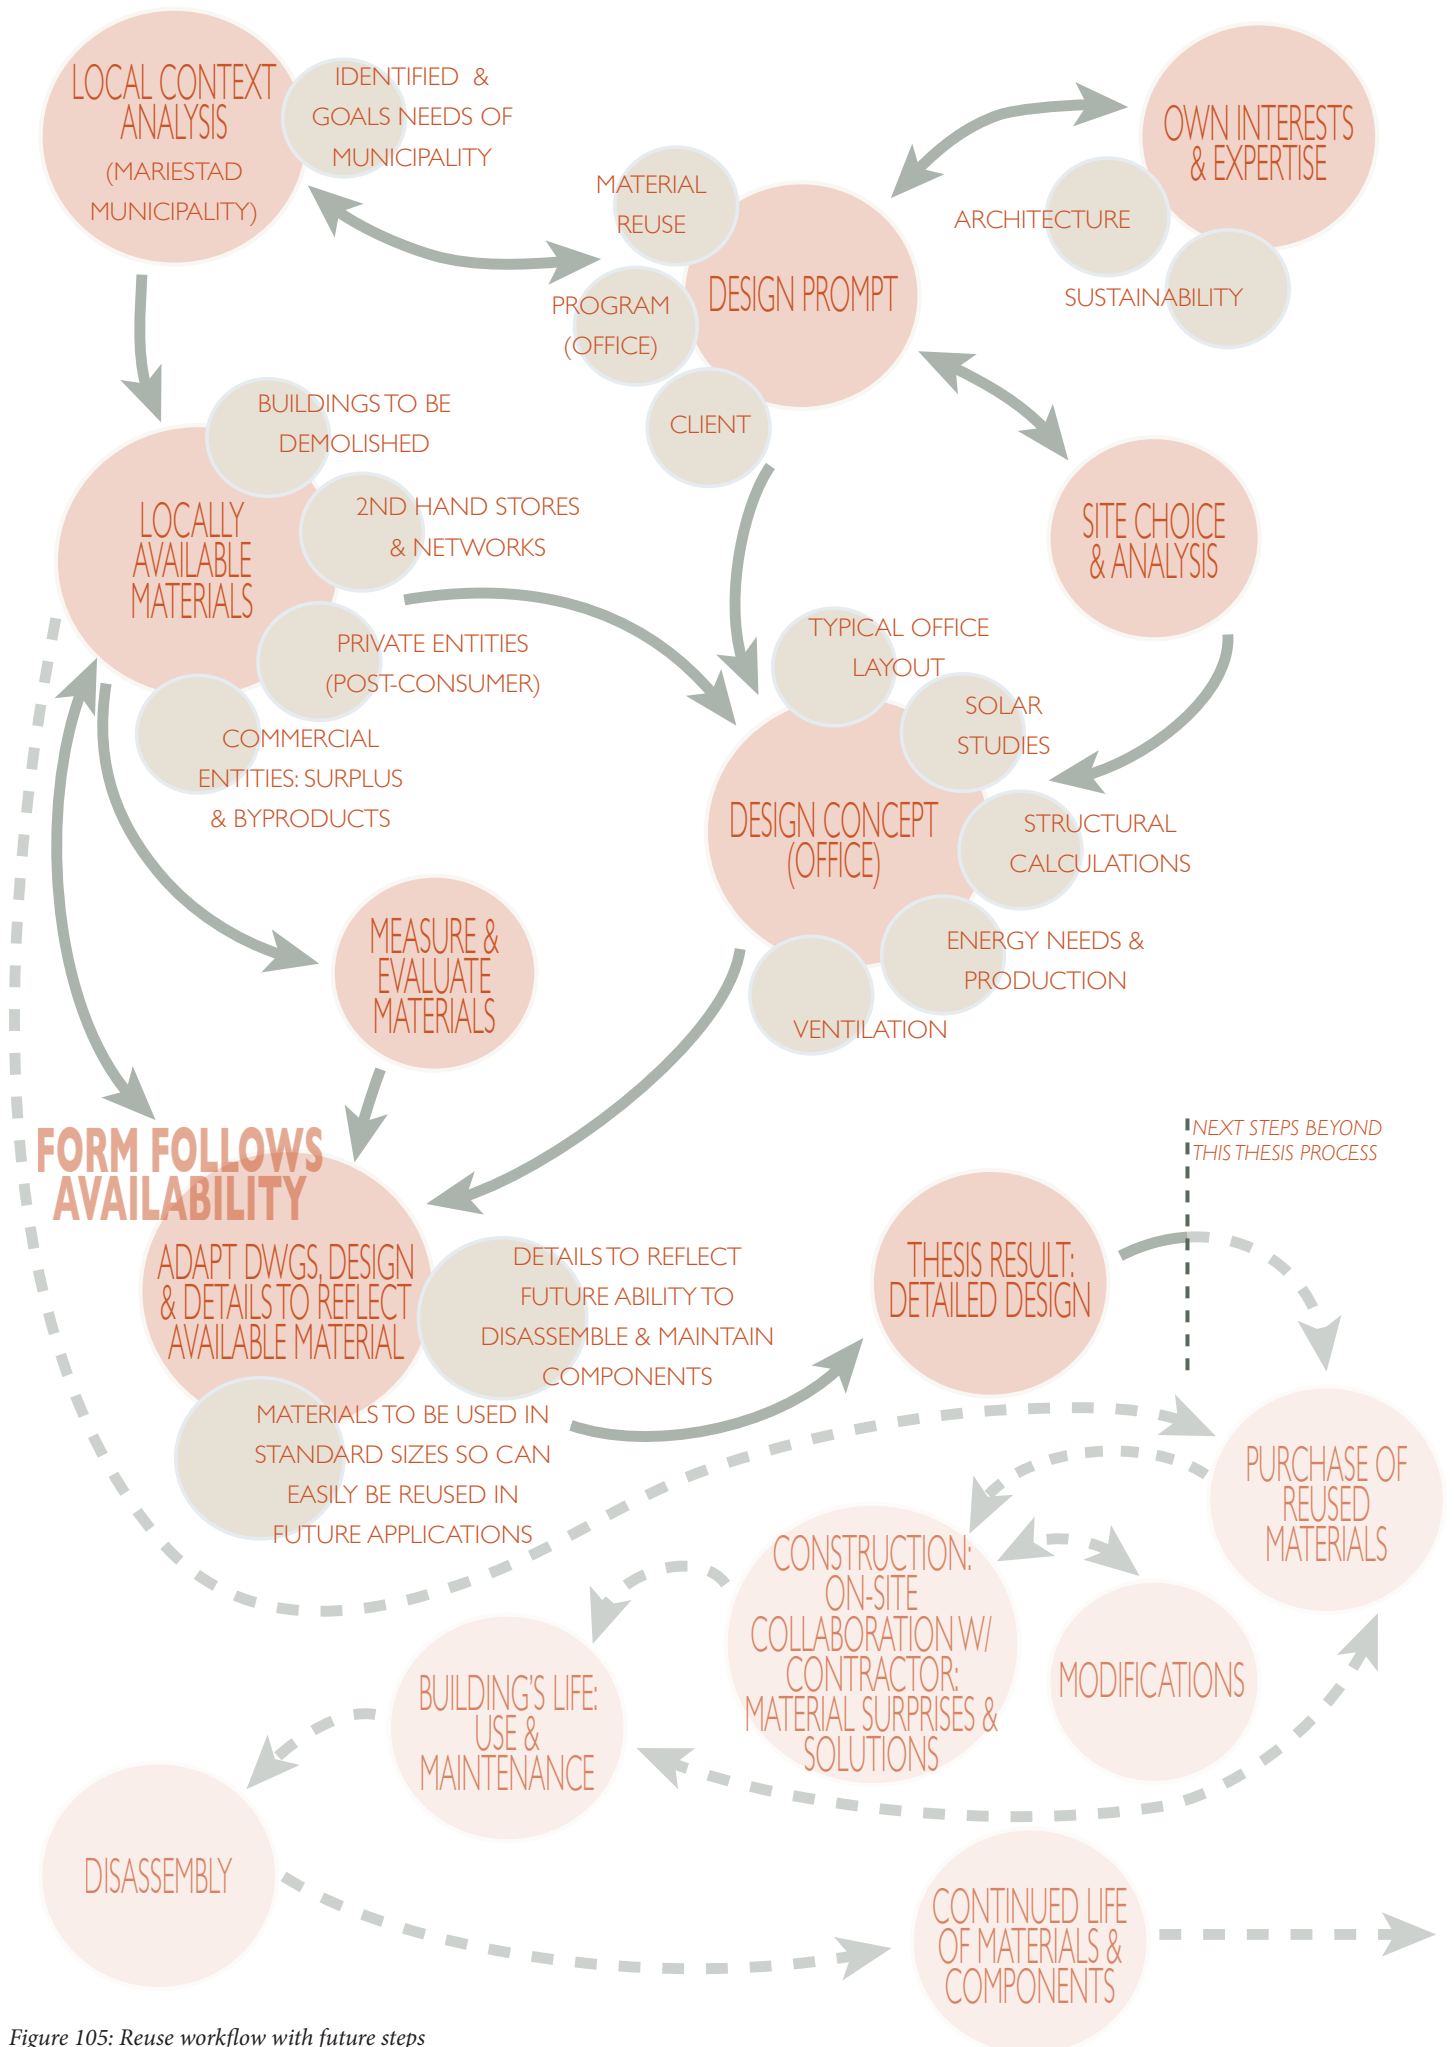 LOCAL CONTEXT
ANALYSIS
(MARIESTAD
MUNICIPALITY)
IDENTIFIED &
GOALS NEEDS OF
MUNICIPALITY
OWN INTERESTS
& EXPERTISE
ARCHITECTURE
SUSTAINABILITY
MATERIAL
REUSE
PROGRAM
(OFFICE)
CLIENT
DESIGN PROMPT
BUILDINGS TO BE
DEMOLISHED
2ND HAND STORES
& NETWORKS
LOCALLY
AVAILABLE
MATERIALS
PRIVATE ENTITIES
(POST-CONSUMER)
COMMERCIAL
ENTITIES: SURPLUS
& BYPRODUCTS
SITE CHOICE
& ANALYSIS
TYPICAL OFFICE
LAYOUT
SOLAR
STUDIES
DESIGN CONCEPT
(OFFICE)
STRUCTURAL
CALCULATIONS
ENERGY NEEDS &
PRODUCTION
VENTILATION
MEASURE &
EVALUATE
MATERIALS
FORM FOLLOWS
AVAILABILITY
ADAPT DWGS, DESIGN
& DETAILS TO REFLECT
AVAILABLE MATERIAL
DETAILS TO REFLECT
FUTURE ABILITY TO
DISASSEMBLE & MAINTAIN
COMPONENTS
MATERIALS TO BE USED IN
STANDARD SIZES SO CAN
EASILY BE REUSED IN
FUTURE APPLICATIONS
THESIS RESULT:
DETAILED DESIGN
NEXT STEPS BEYOND
THIS THESIS PROCESS
PURCHASE OF
REUSED
MATERIALS
CONSTRUCTION:
ON-SITE
COLLABORATION W/
CONTRACTOR:
MATERIAL SURPRISES &
SOLUTIONS
MODIFICATIONS
BUILDING'S LIFE:
USE &
MAINTENANCE
DISASSEMBLY
CONTINUED LIFE
OF MATERIALS &
COMPONENTS
Figure 105: Reuse workflow with future steps